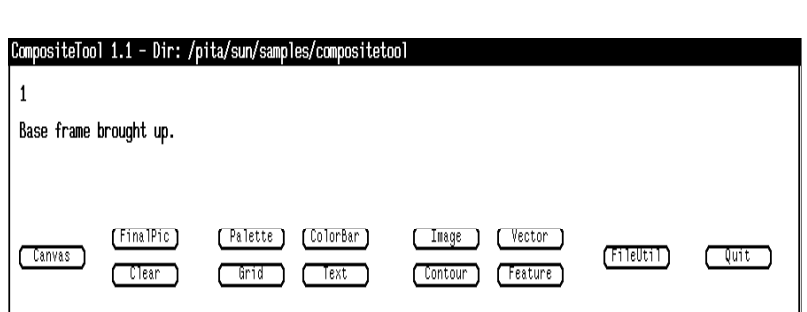 CompositeTool 1.1 - Dir: /pita/sun/samples/compositetool
1
Base frame brought up.
FinalPic Palette ColorBar Image Vector
Canvas FileUtil Quit
Clear Grid Text Contour Feature